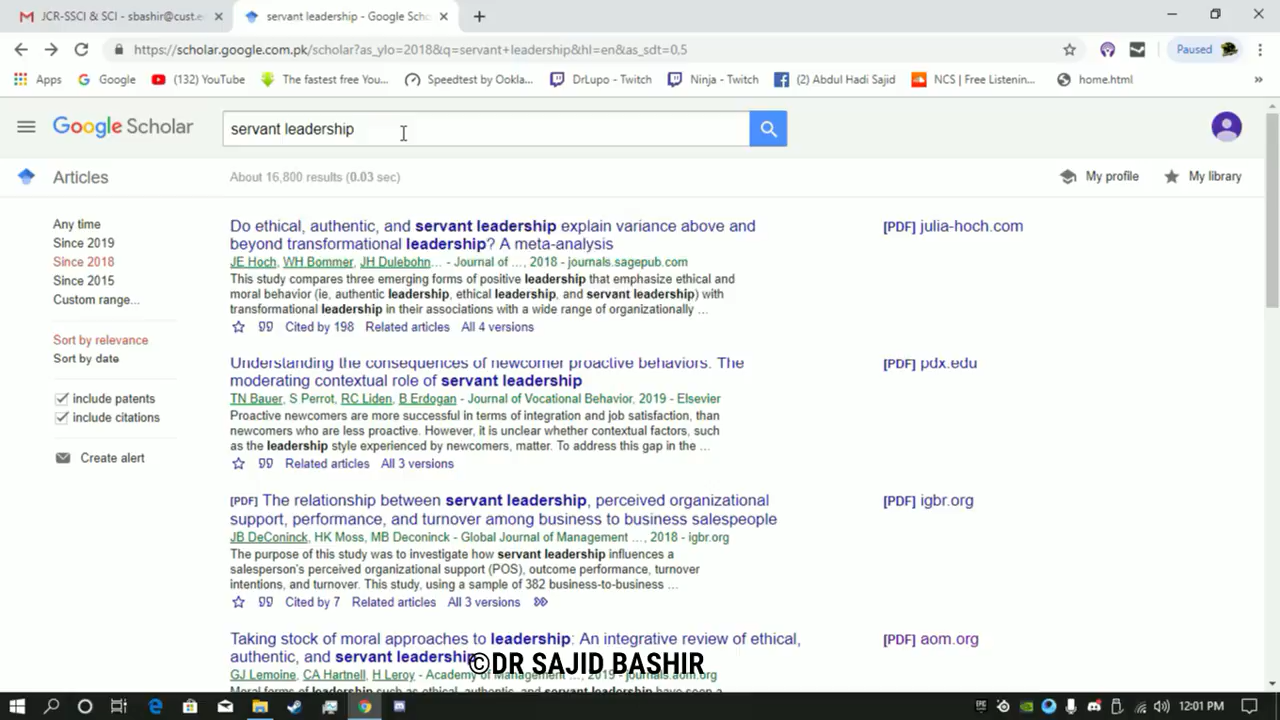 JCR-SSCI & SCI - sbashir@cust.e
servant leadership - Google Scho
https://scholar.google.com.pk/scholar?as_ylo=2018&q=servant+leadership&hl=en&as_sdt=0,5
Paused
Apps
Google
(132) YouTube
The fastest free You...
Speedtest by Ookla...
DrLupo - Twitch
Ninja - Twitch
(2) Abdul Hadi Sajid
NCS | Free Listenin...
home.html
»
Google Scholar
servant leadership
Articles
About 16,800 results (0.03 sec)
My profile
My library
Any time
Since 2019
Since 2018
Since 2015
Custom range...
Sort by relevance
Sort by date
include patents
include citations
Create alert
Do ethical, authentic, and servant leadership explain variance above and
beyond transformational leadership? A meta-analysis
JE Hoch, WH Bommer, JH Dulebohn… - Journal of …, 2018 - journals.sagepub.com
This study compares three emerging forms of positive leadership that emphasize ethical and
moral behavior (ie, authentic leadership, ethical leadership, and servant leadership) with
transformational leadership in their associations with a wide range of organizationally …
Cited by 198 Related articles All 4 versions
[PDF] julia-hoch.com
Understanding the consequences of newcomer proactive behaviors. The
moderating contextual role of servant leadership
TN Bauer, S Perrot, RC Liden, B Erdogan - Journal of Vocational Behavior, 2019 - Elsevier
Proactive newcomers are more successful in terms of integration and job satisfaction, than
newcomers who are less proactive. However, it is unclear whether contextual factors, such
as the leadership style experienced by newcomers, matter. To address this gap in the …
Related articles All 3 versions
[PDF] pdx.edu
[PDF] The relationship between servant leadership, perceived organizational
support, performance, and turnover among business to business salespeople
JB DeConinck, HK Moss, MB Deconinck - Global Journal of Management …, 2018 - igbr.org
The purpose of this study was to investigate how servant leadership influences a
salesperson's perceived organizational support (POS), outcome performance, turnover
intentions, and turnover. This study, using a sample of 382 business-to-business …
Cited by 7 Related articles All 3 versions
[PDF] igbr.org
Taking stock of moral approaches to leadership: An integrative review of ethical,
authentic, and servant leadership
GJ Lemoine, CA Hartnell, H Leroy - Academy of Management …, 2019 - journals.aom.org
Moral forms of leadership such as ethical, authentic, and servant leadership have seen a
[PDF] aom.org
©DR SAJID BASHIR
12:01 PM